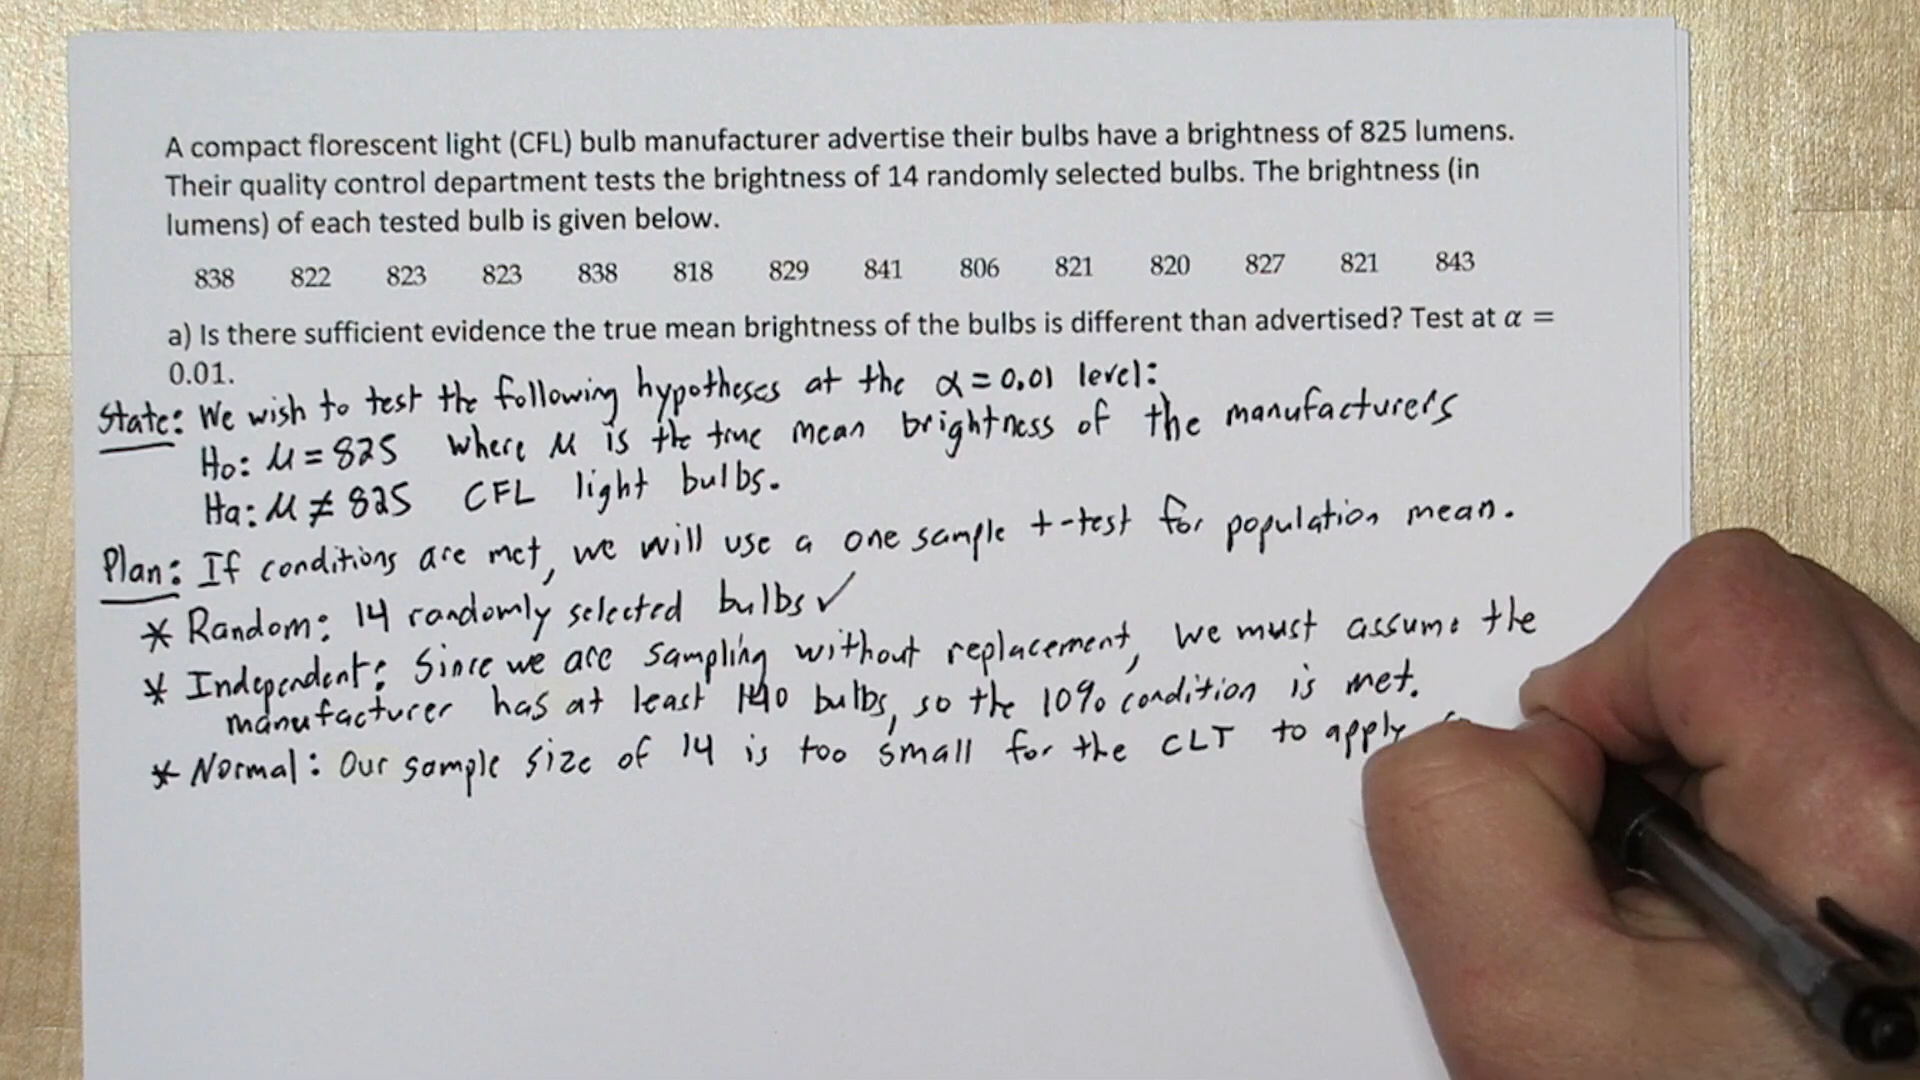 A compact florescent light (CFL) bulb manufacturer advertise their bulbs have a brightness of 825 lumens.
Their quality control department tests the brightness of 14 randomly selected bulbs. The brightness (in
lumens) of each tested bulb is given below.
838 822 823 823 838 818 829 841 806 821 820 827 821 843
a) Is there sufficient evidence the true mean brightness of the bulbs is different than advertised? Test at α =
0.01.
State: We wish to test the following hypotheses at the α = 0.01 level:
Ho: μ = 825 where μ is the true mean brightness of the manufacturers
Ha: μ ≠ 825 CFL light bulbs.
Plan: If conditions are met, we will use a one sample t-test for population mean.
* Random: 14 randomly selected bulbs ✓
* Independent: Since we are sampling without replacement, we must assume the
manufacturer has at least 140 bulbs, so the 10% condition is met.
* Normal: Our sample size of 14 is too small for the CLT to apply